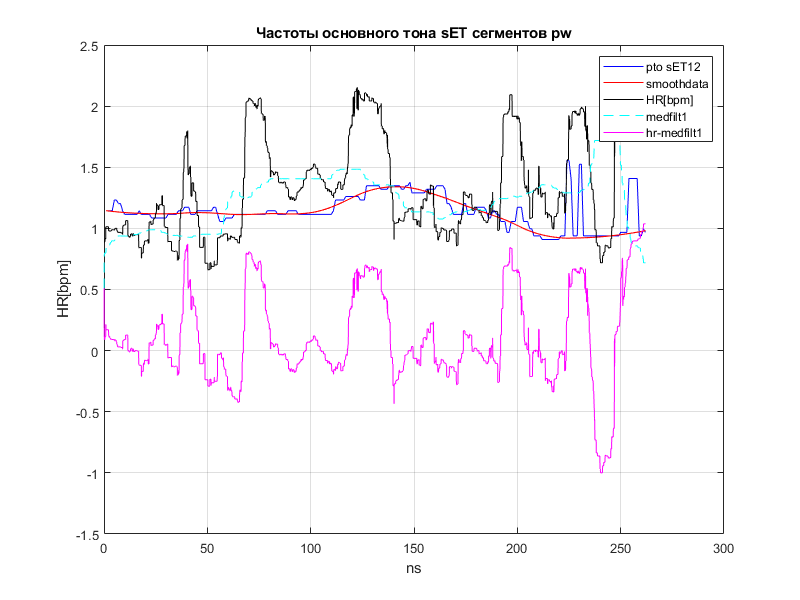 Частоты основного тона sET сегментов pw
2.5
2
1.5
1
0.5
0
-0.5
-1
-1.5
HR[bpm]
0
50
100
150
200
250
300
ns
pto sET12
smoothdata
HR[bpm]
medfilt1
hr-medfilt1